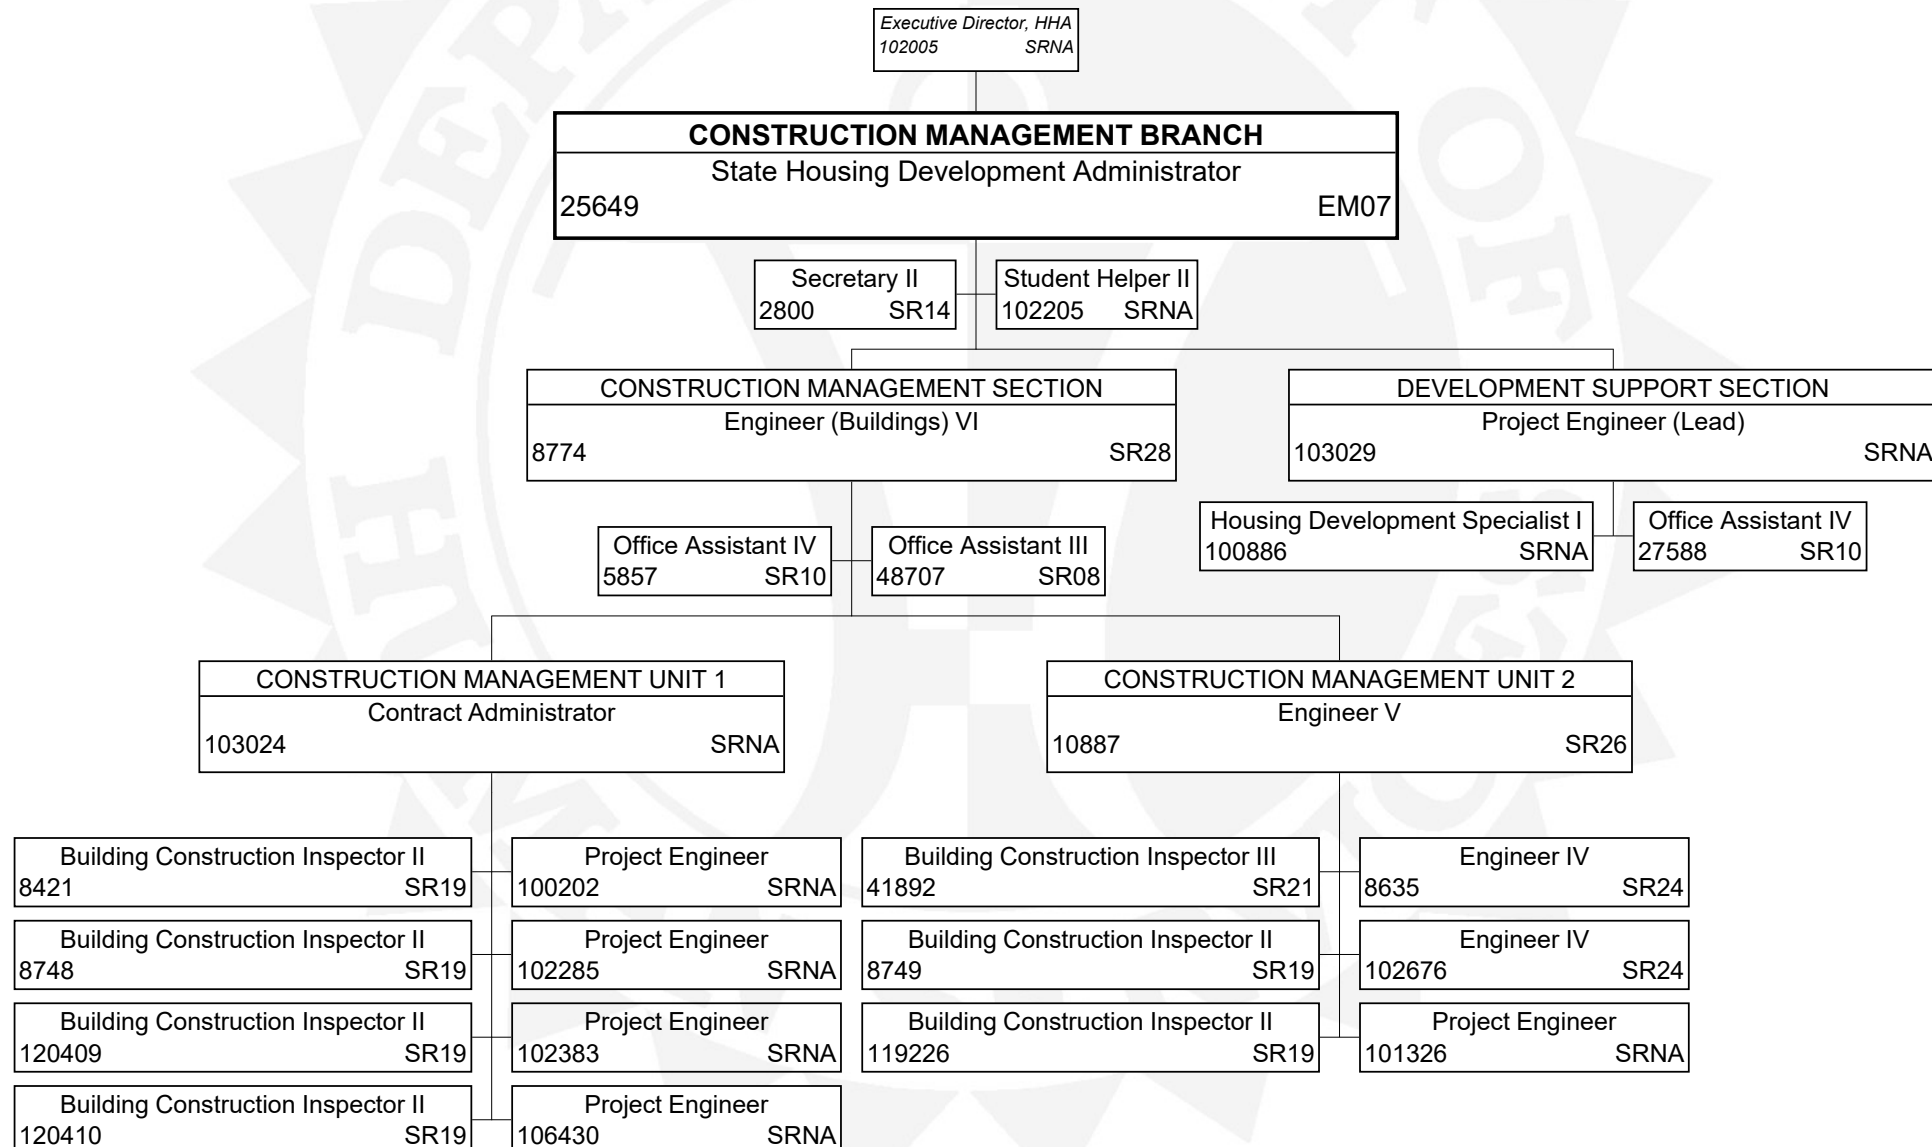 Executive Director, HHA
102005 SRNA
CONSTRUCTION MANAGEMENT BRANCH
State Housing Development Administrator
25649 EM07
Secretary II
2800 SR14
Student Helper II
102205 SRNA
CONSTRUCTION MANAGEMENT SECTION
Engineer (Buildings) VI
8774 SR28
DEVELOPMENT SUPPORT SECTION
Project Engineer (Lead)
103029 SRNA
Office Assistant IV
5857 SR10
Office Assistant III
48707 SR08
Housing Development Specialist I
100886 SRNA
Office Assistant IV
27588 SR10
CONSTRUCTION MANAGEMENT UNIT 1
Contract Administrator
103024 SRNA
CONSTRUCTION MANAGEMENT UNIT 2
Engineer V
10887 SR26
Building Construction Inspector II
8421 SR19
Project Engineer
100202 SRNA
Building Construction Inspector II
8748 SR19
Project Engineer
102285 SRNA
Building Construction Inspector II
120409 SR19
Project Engineer
102383 SRNA
Building Construction Inspector II
120410 SR19
Project Engineer
106430 SRNA
Building Construction Inspector III
41892 SR21
Engineer IV
8635 SR24
Building Construction Inspector II
8749 SR19
Engineer IV
102676 SR24
Building Construction Inspector II
119226 SR19
Project Engineer
101326 SRNA